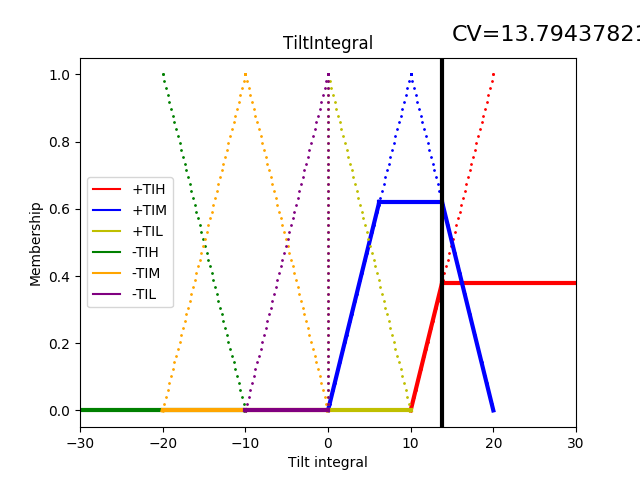 CV=13.79437821
TiltIntegral
1.0
0.8
0.6
0.4
0.2
0.0
Membership
+TIH
+TIM
+TIL
-TIH
-TIM
-TIL
−30
−20
−10
0
10
20
30
Tilt integral